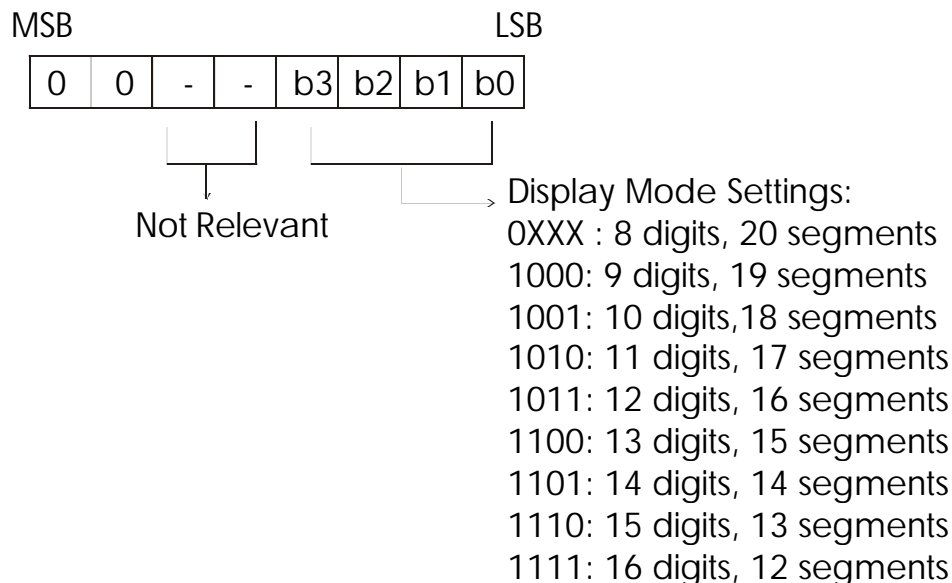 MSB LSB
0 0 - - b3 b2 b1 b0
Not Relevant
Display Mode Settings:
0XXX : 8 digits, 20 segments
1000: 9 digits, 19 segments
1001: 10 digits,18 segments
1010: 11 digits, 17 segments
1011: 12 digits, 16 segments
1100: 13 digits, 15 segments
1101: 14 digits, 14 segments
1110: 15 digits, 13 segments
1111: 16 digits, 12 segments